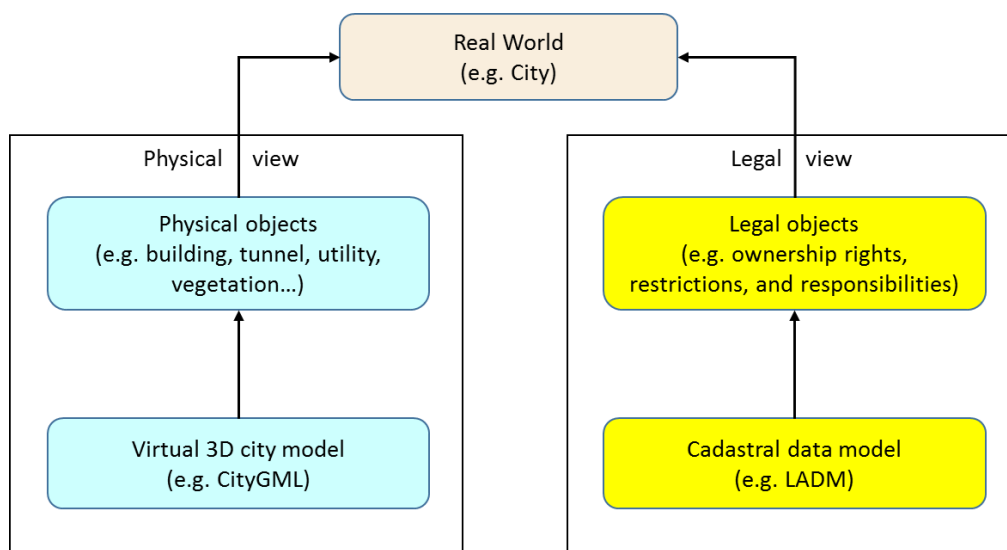 Real World
(e.g. City)
Physical view
Legal view
Physical objects
(e.g. building, tunnel, utility,
vegetation…)
Legal objects
(e.g. ownership rights,
restrictions, and responsibilities)
Virtual 3D city model
(e.g. CityGML)
Cadastral data model
(e.g. LADM)